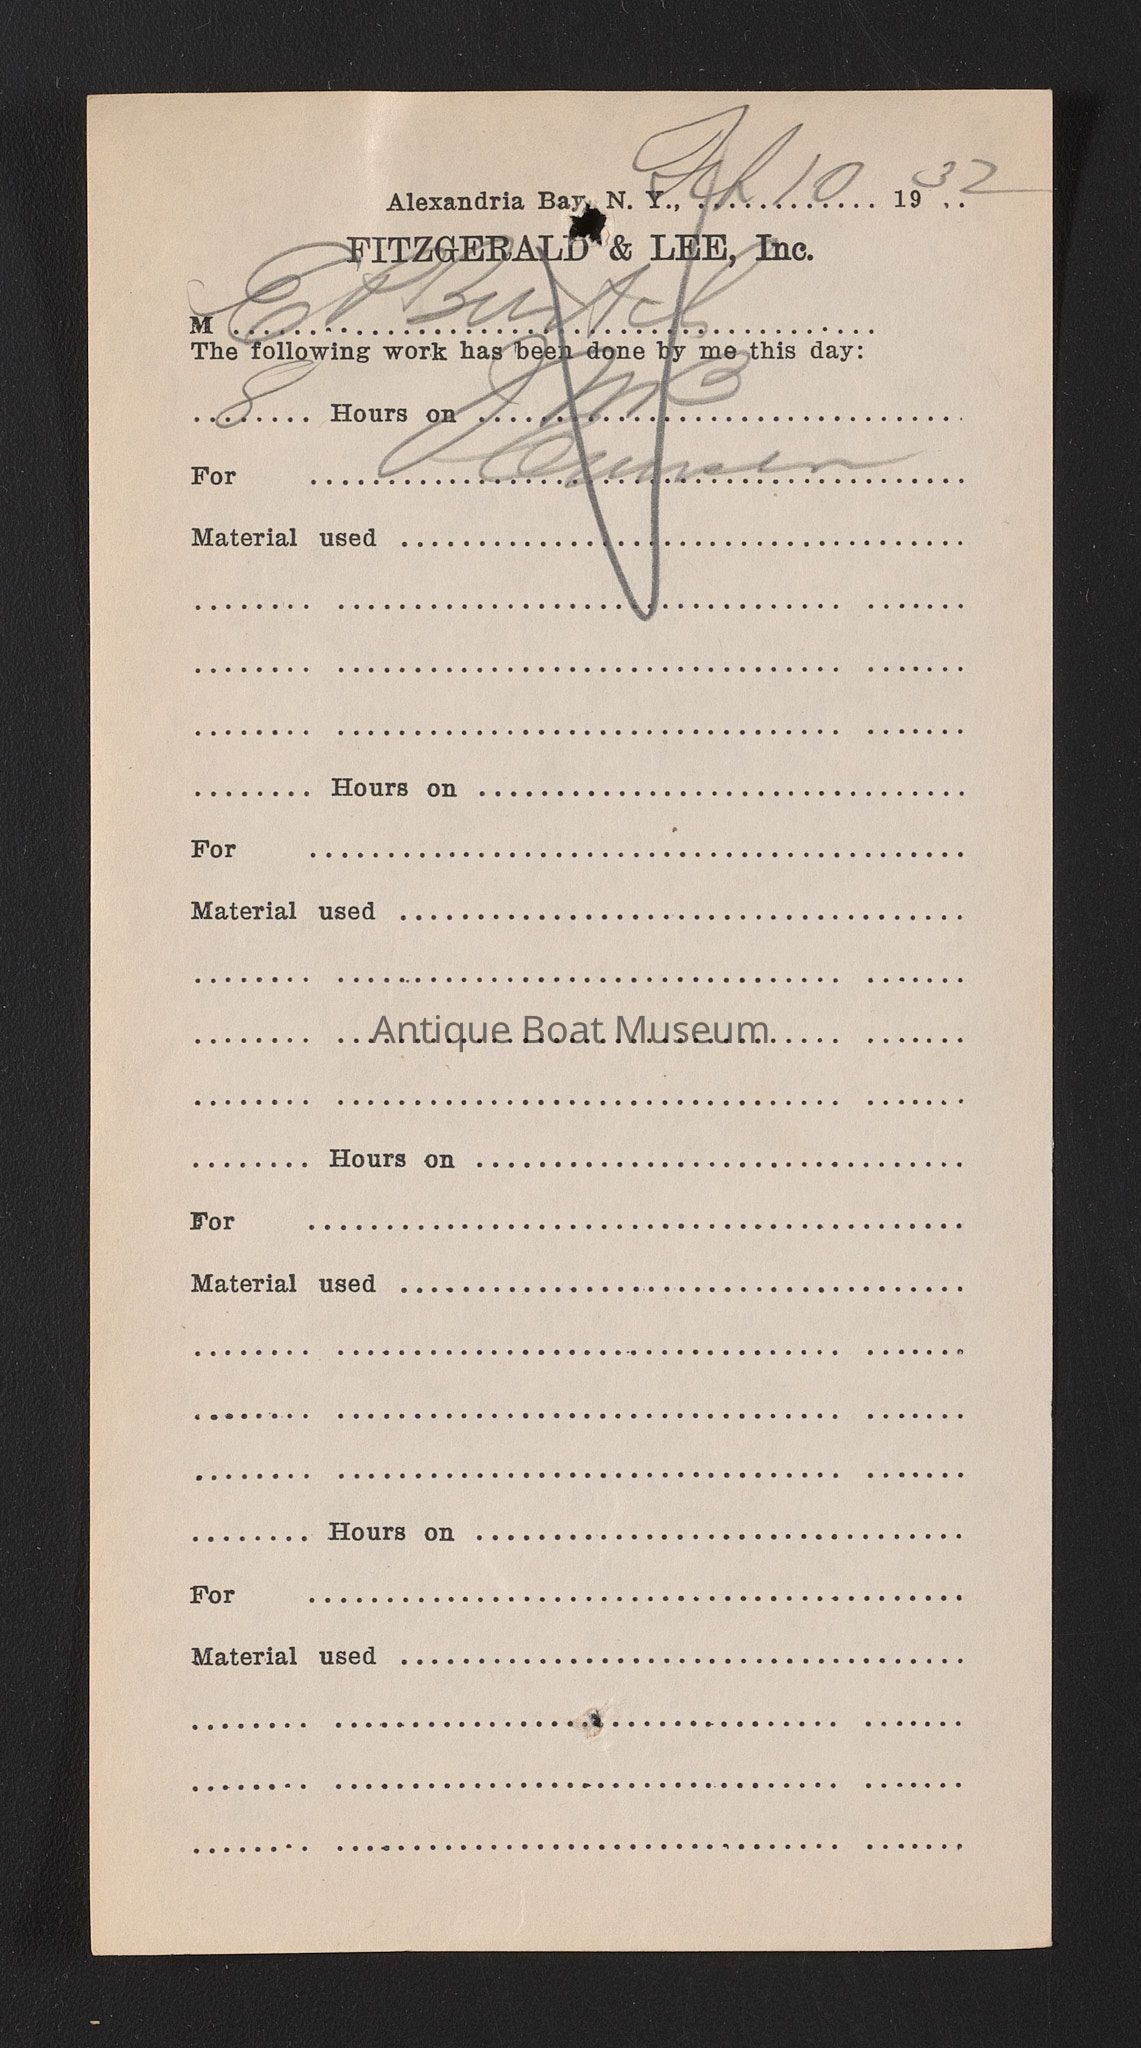 Alexandria Bay, N. Y., Feb 10 1932
FITZGERALD & LEE, Inc.
M
The following work has been done by me this day:
8 Hours on
For
Material used
Hours on
For
Material used
Antique Boat Museum
Hours on
For
Material used
Hours on
For
Material used